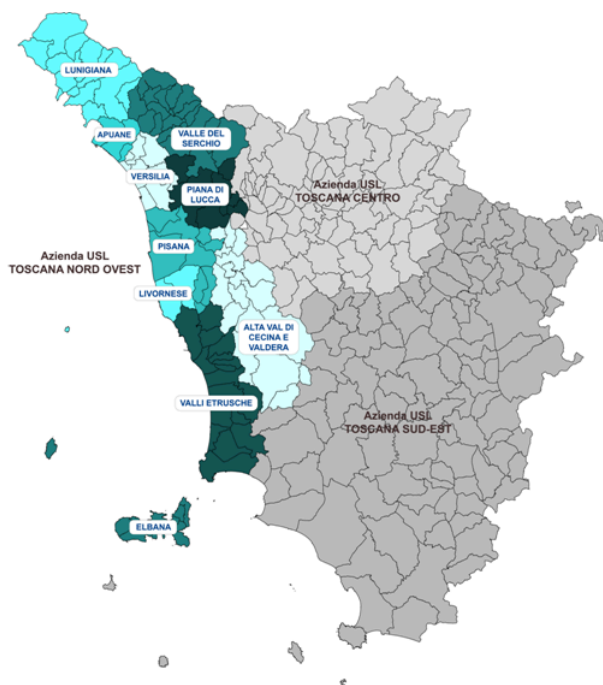 LUNIGIANA
APUANE
VALLE DEL
SERCHIO
VERSILIA
PIANA DI
LUCCA
Azienda USL
TOSCANA CENTRO
PISANA
Azienda USL
TOSCANA NORD OVEST
LIVORNESE
ALTA VAL DI
CECINA E
VALDERA
VALLI ETRUSCHE
Azienda USL
TOSCANA SUD-EST
ELBANA